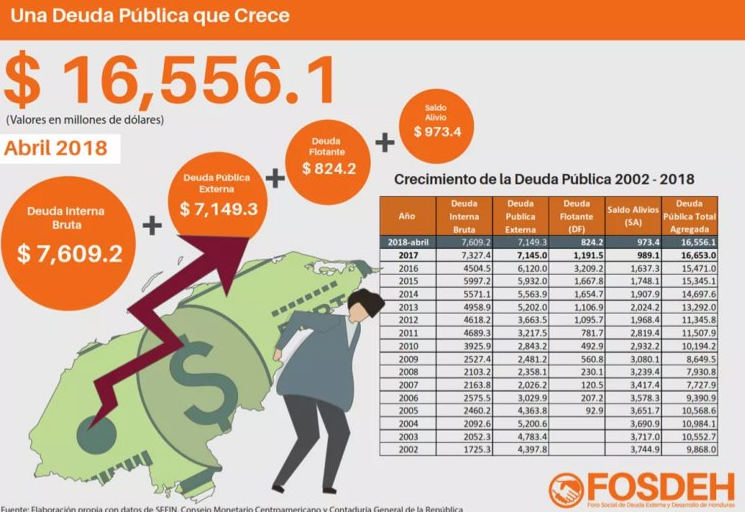 Una Deuda Pública que Crece
$ 16,556.1
(Valores en millones de dólares)
Abril 2018
Deuda Interna
Bruta
$ 7,609.2
+
Deuda Pública
Externa
$ 7,149.3
+
Deuda
Flotante
$ 824.2
+
Saldo
Alivio
$ 973.4
Crecimiento de la Deuda Pública 2002 - 2018
Año | Deuda Interna Bruta | Deuda Publica Externa | Deuda Flotante (DF) | Saldo Alivios (SA) | Deuda Pública Total Agregada
2018-abril 7,609.2 7,149.3 824.2 973.4 16,556.1
2017 7,327.4 7,145.0 1,191.5 989.1 16,653.0
2016 4504.5 6,120.0 3,209.2 1,637.3 15,471.0
2015 5997.2 5,932.0 1,667.8 1,748.1 15,345.1
2014 5571.1 5,563.9 1,654.7 1,907.9 14,697.6
2013 4958.9 5,202.0 1,106.9 2,024.2 13,292.0
2012 4618.2 3,663.5 1,095.7 1,968.4 11,345.8
2011 4689.3 3,217.5 781.7 2,819.4 11,507.9
2010 3925.9 2,843.2 492.9 2,932.2 10,194.2
2009 2527.4 2,481.2 560.8 3,080.1 8,649.5
2008 2103.2 2,358.1 230.1 3,239.4 7,930.8
2007 2163.8 2,026.2 120.5 3,417.4 7,727.9
2006 2575.5 3,029.9 207.2 3,578.3 9,390.9
2005 2460.2 4,363.8 92.9 3,651.7 10,568.6
2004 2092.6 5,200.6 3,690.9 10,984.1
2003 2052.3 4,783.4 3,717.0 10,552.7
2002 1725.3 4,397.8 3,744.9 9,868.0
$
FOSDEH
Foro Social de Deuda Externa y Desarrollo de Honduras
Fuente: Elaboración propia con datos de SEFIN, Consejo Monetario Centroamericano y Contaduría General de la República